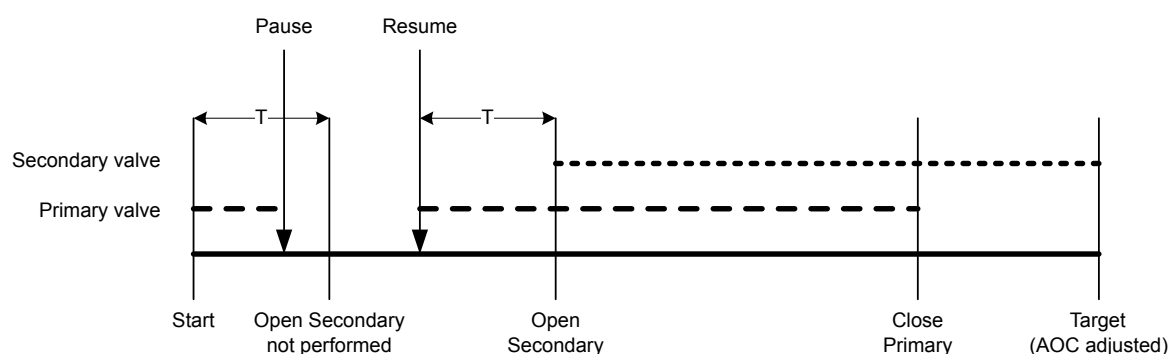 Pause
Resume
T
T
Secondary valve
Primary valve
Start
Open Secondary
not performed
Open
Secondary
Close
Primary
Target
(AOC adjusted)